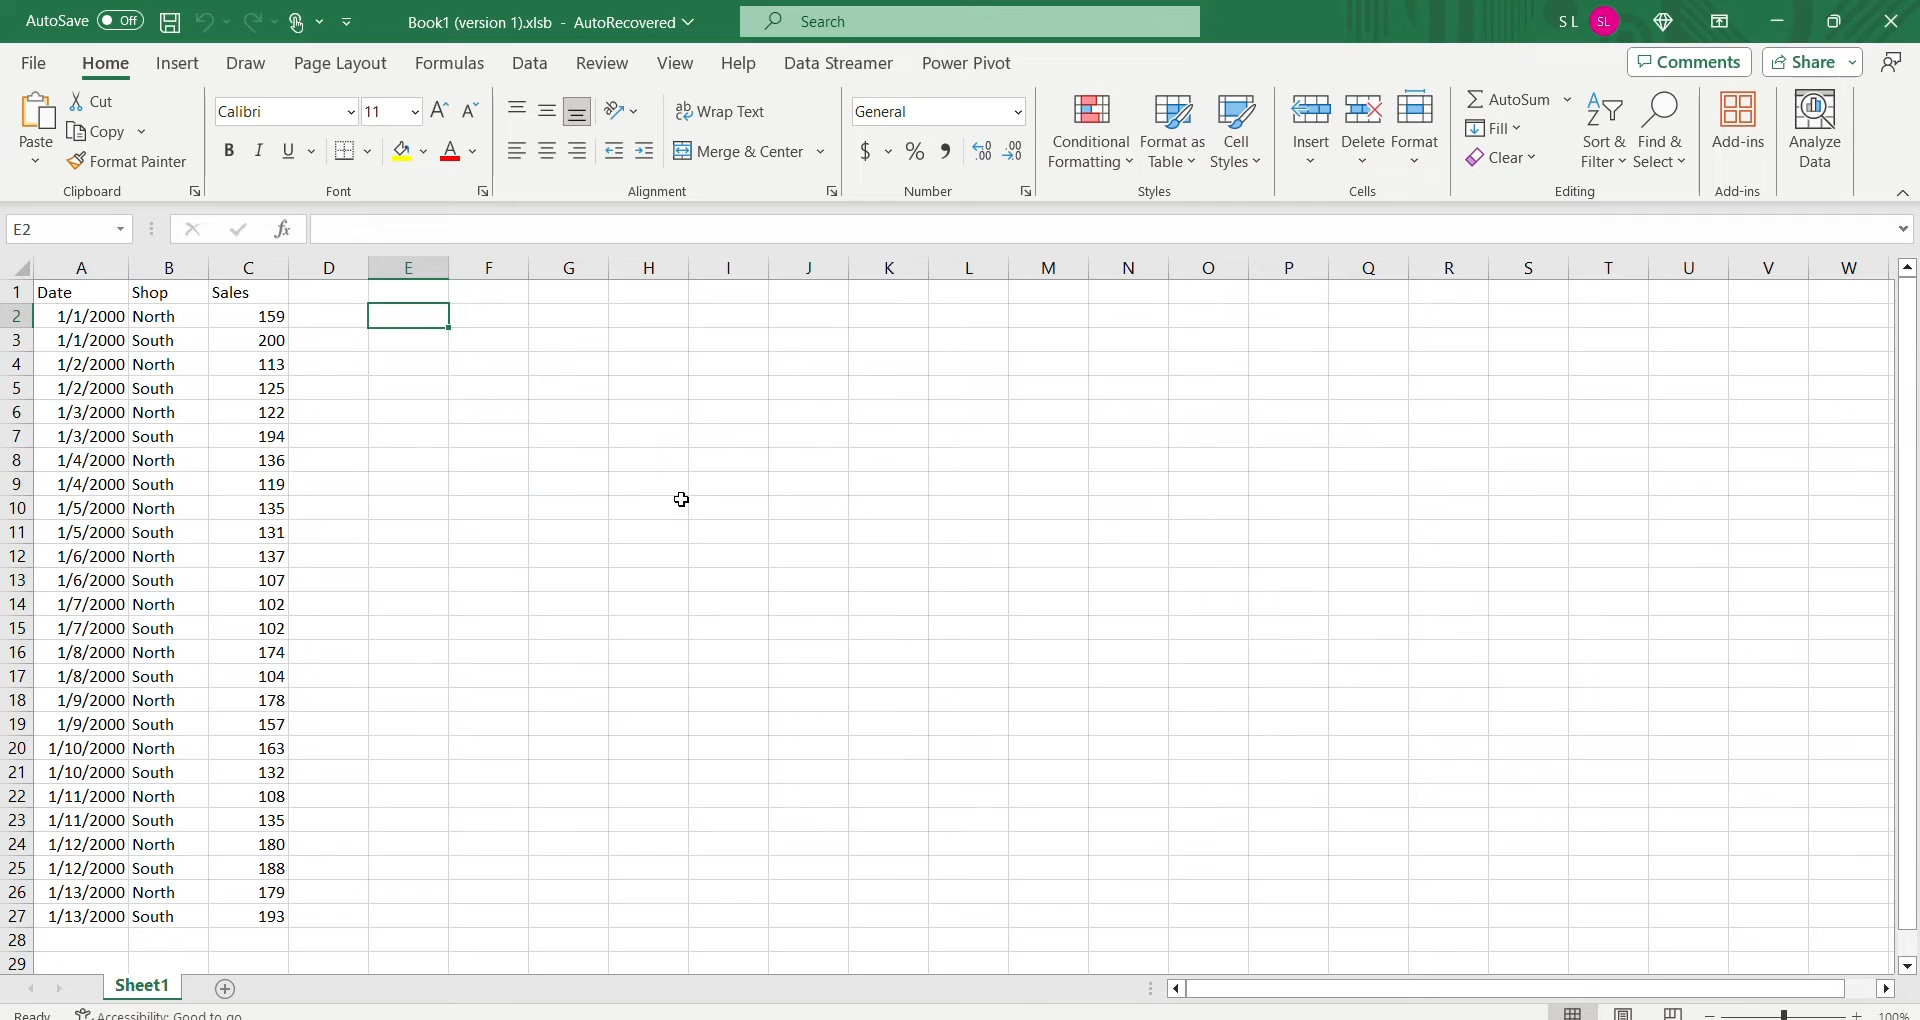 AutoSave Off Book1 (version 1).xlsb - AutoRecovered Search S L SL
File Home Insert Draw Page Layout Formulas Data Review View Help Data Streamer Power Pivot Comments Share
Paste Cut Copy Format Painter Clipboard
Calibri 11 B I U A Font
ab Wrap Text Merge & Center Alignment
General $ % Number
Conditional Formatting Format as Table Cell Styles Styles
Insert Delete Format Cells
AutoSum Fill Clear Sort & Filter Find & Select Editing
Add-ins Add-ins
Analyze Data
E2 fx
A B C D E F G H I J K L M N O P Q R S T U V W
1 Date Shop Sales
2 1/1/2000 North 159
3 1/1/2000 South 200
4 1/2/2000 North 113
5 1/2/2000 South 125
6 1/3/2000 North 122
7 1/3/2000 South 194
8 1/4/2000 North 136
9 1/4/2000 South 119
10 1/5/2000 North 135
11 1/5/2000 South 131
12 1/6/2000 North 137
13 1/6/2000 South 107
14 1/7/2000 North 102
15 1/7/2000 South 102
16 1/8/2000 North 174
17 1/8/2000 South 104
18 1/9/2000 North 178
19 1/9/2000 South 157
20 1/10/2000 North 163
21 1/10/2000 South 132
22 1/11/2000 North 108
23 1/11/2000 South 135
24 1/12/2000 North 180
25 1/12/2000 South 188
26 1/13/2000 North 179
27 1/13/2000 South 193
28
29
Sheet1
Ready Accessibility: Good to go 100%